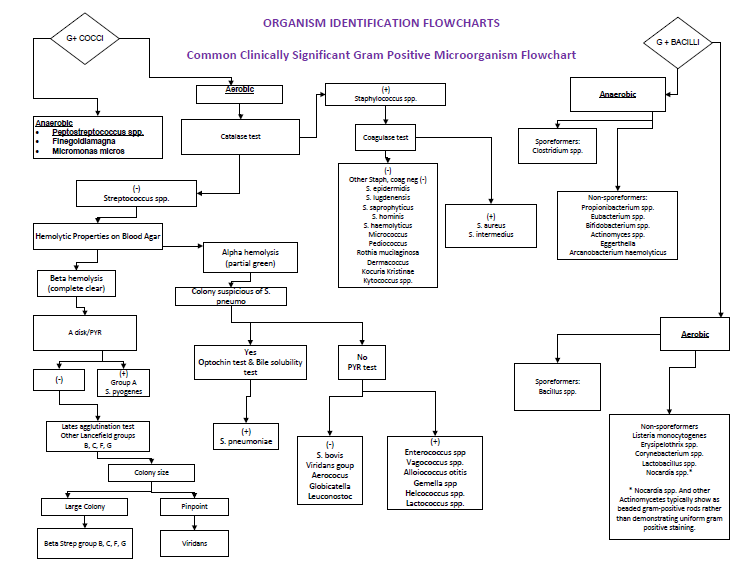 ORGANISM IDENTIFICATION FLOWCHARTS
Common Clinically Significant Gram Positive Microorganism Flowchart
G+ COCCI
G + BACILLI
Aerobic
(+)
Staphylococcus spp.
Anaerobic
Anaerobic
• Peptostreptococcus spp.
• Finegoldiamagna
• Micromonas micros
Catalase test
Coagulase test
Sporeformers:
Clostridium spp.
(-)
Streptococcus spp.
(-)
Other Staph, coag neg (-)
S. epidermidis
S. lugdenensis
S. saprophyticus
S. hominis
S. haemolyticus
Micrococcus
Pediococcus
Rothia mucilaginosa
Dermacoccus
Kocuria Kristinae
Kytococcus spp.
(+)
S. aureus
S. intermedius
Non-sporeformers:
Propionibacterium spp.
Eubacterium spp.
Bifidobacterium spp.
Actinomyces spp.
Eggerthella
Arcanobacterium haemolyticus
Hemolytic Properties on Blood Agar
Alpha hemolysis
(partial green)
Beta hemolysis
(complete clear)
Colony suspicious of S.
pneumo
A disk/PYR
Yes
Optochin test & Bile solubility
test
No
PYR test
Aerobic
(-)
(+)
Group A
S. pyogenes
Sporeformers:
Bacillus spp.
Lates agglutination test
Other Lancefield groups
B, C, F, G
(+)
S. pneumoniae
(-)
S. bovis
Viridans goup
Aerococus
Globicatella
Leuconostoc
(+)
Enterococcus spp
Vagococcus spp.
Alloiococcus otitis
Gemella spp
Helcococcus spp.
Lactococcus spp.
Non-sporeformers
Listeria monocytogenes
Erysipelothrix spp.
Corynebacterium spp.
Lactobacillus spp.
Nocardia spp.*
* Nocardia spp. And other
Actinomycetes typically show as
beaded gram-positive rods rather
than demonstrating uniform gram
positive staining.
Colony size
Large Colony
Pinpoint
Beta Strep group B, C, F, G
Viridans